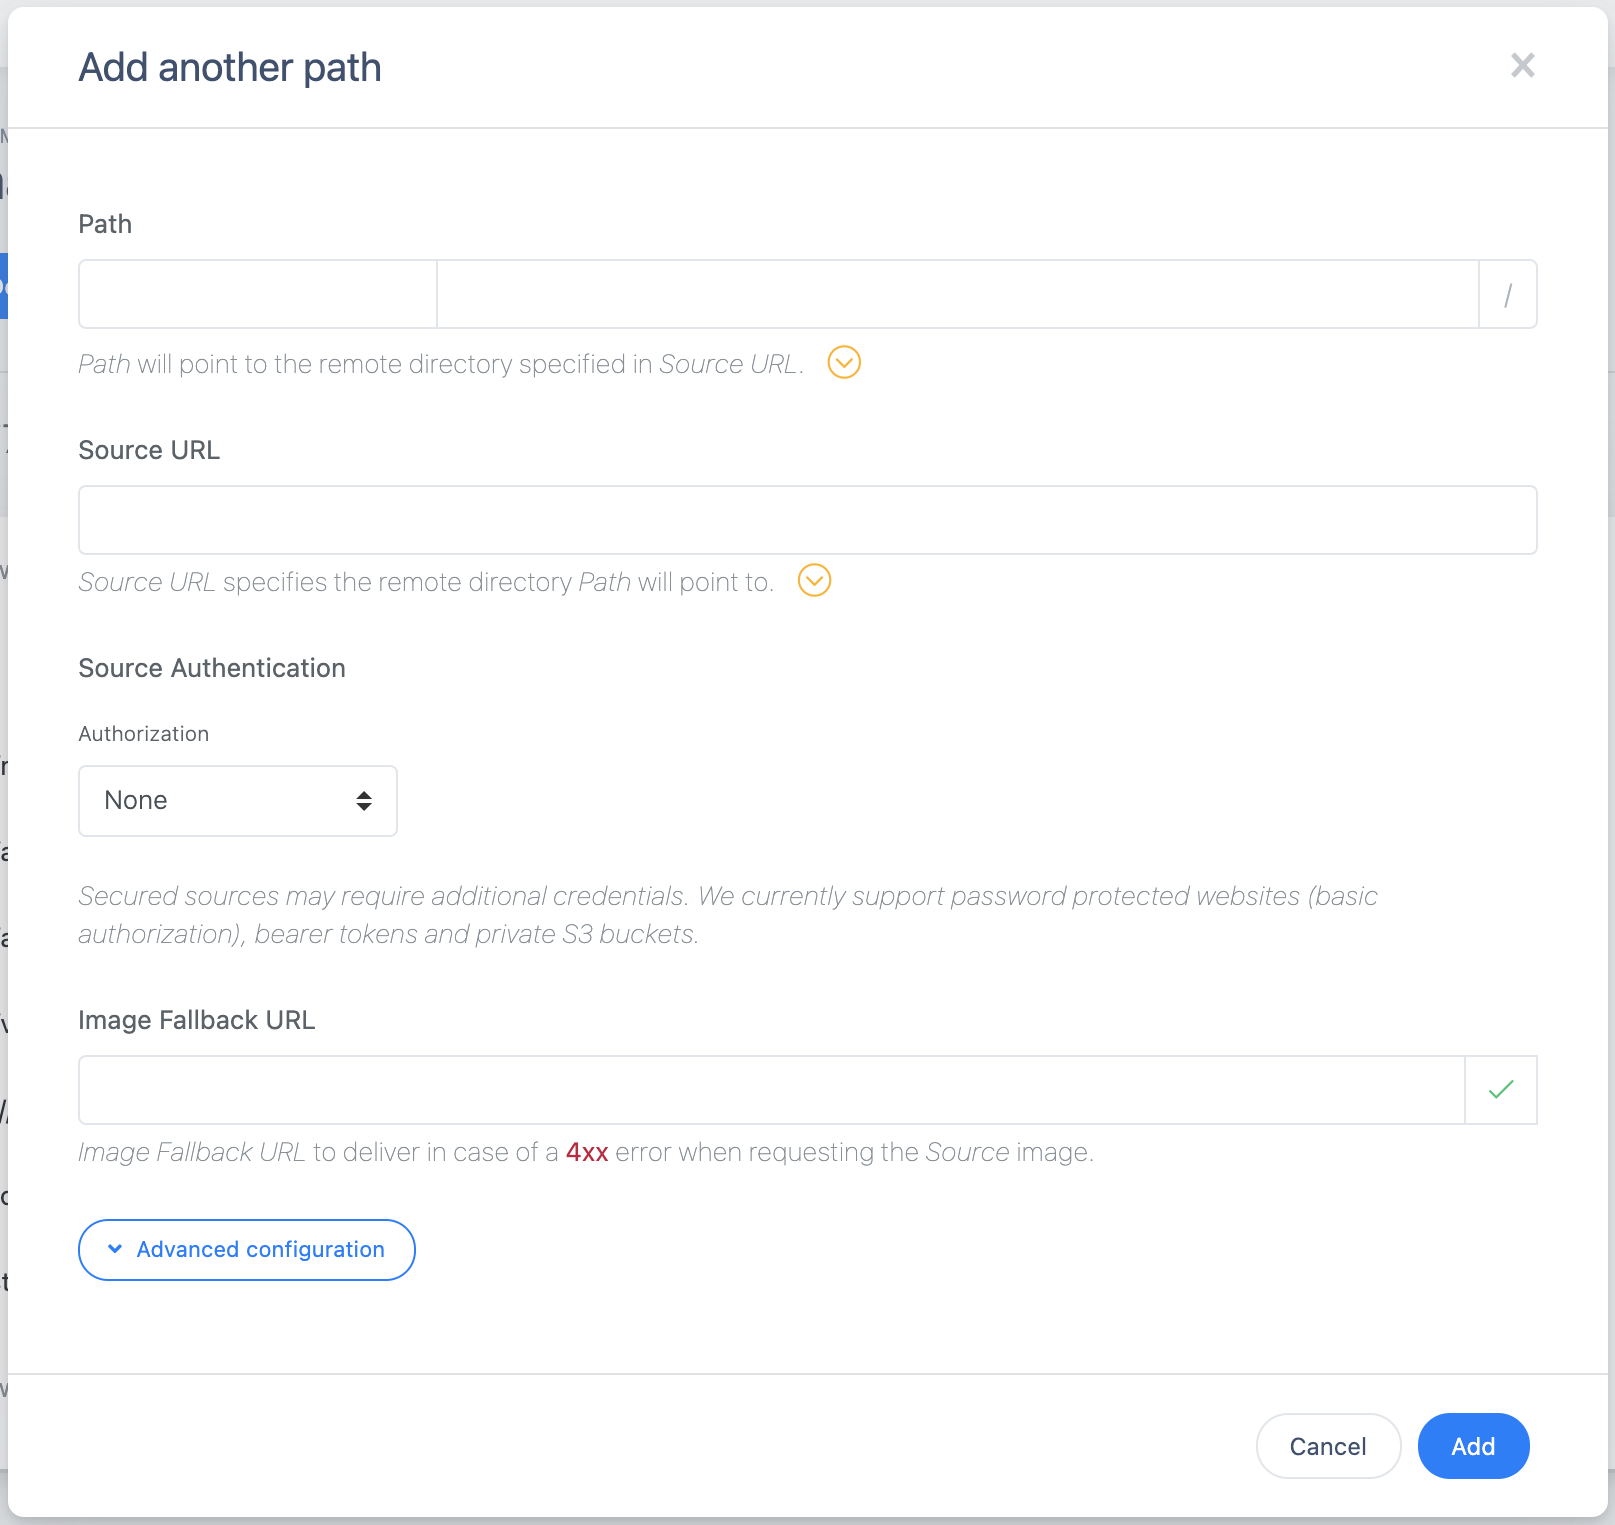 Add another path
Path
/
Path will point to the remote directory specified in Source URL.
Source URL
Source URL specifies the remote directory Path will point to.
Source Authentication
Authorization
None
Secured sources may require additional credentials. We currently support password protected websites (basic
authorization), bearer tokens and private S3 buckets.
Image Fallback URL
Image Fallback URL to deliver in case of a 4xx error when requesting the Source image.
Advanced configuration
Cancel
Add